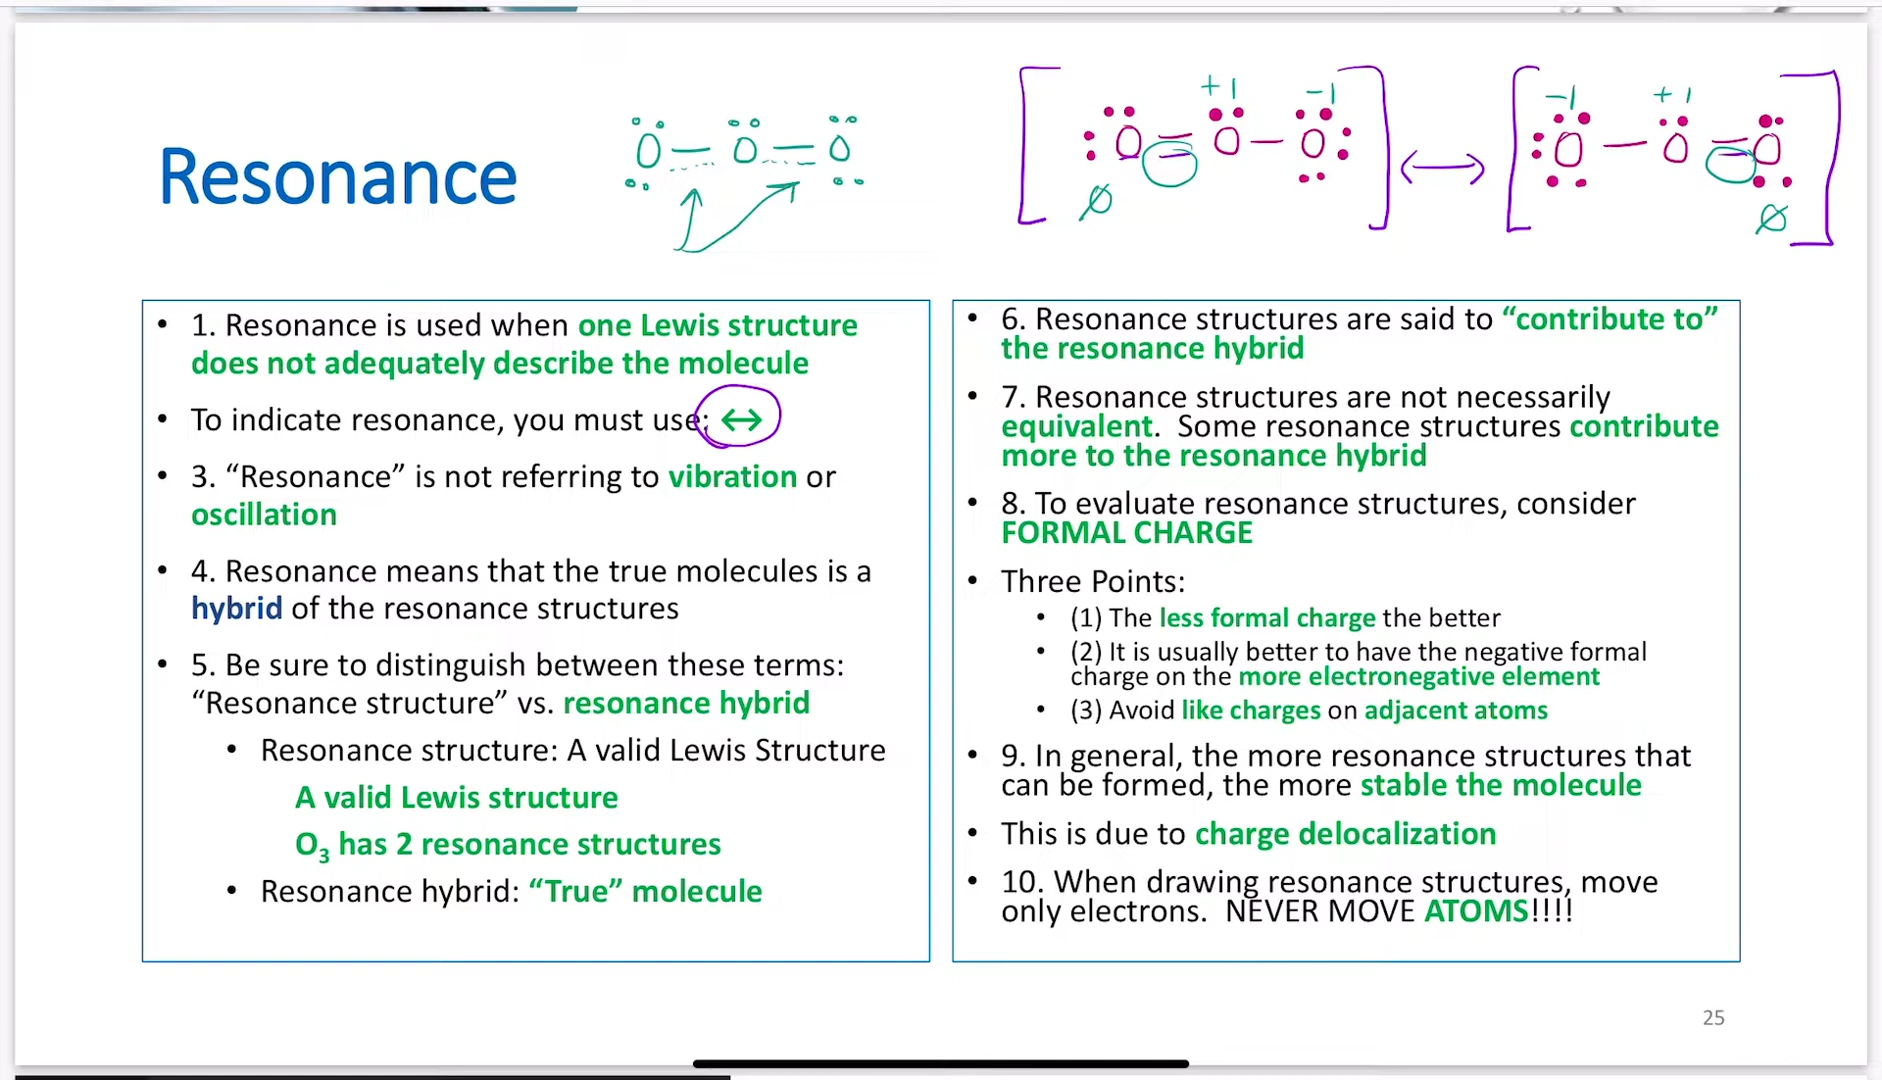 Resonance
O — O — O
+1 -1
O = O — O
∅
↔
-1 +1
O — O = O
∅
• 1. Resonance is used when one Lewis structure
does not adequately describe the molecule
• To indicate resonance, you must use: ↔
• 3. “Resonance” is not referring to vibration or
oscillation
• 4. Resonance means that the true molecules is a
hybrid of the resonance structures
• 5. Be sure to distinguish between these terms:
“Resonance structure” vs. resonance hybrid
• Resonance structure: A valid Lewis Structure
A valid Lewis structure
O₃ has 2 resonance structures
• Resonance hybrid: “True” molecule
• 6. Resonance structures are said to “contribute to”
the resonance hybrid
• 7. Resonance structures are not necessarily
equivalent. Some resonance structures contribute
more to the resonance hybrid
• 8. To evaluate resonance structures, consider
FORMAL CHARGE
• Three Points:
• (1) The less formal charge the better
• (2) It is usually better to have the negative formal
charge on the more electronegative element
• (3) Avoid like charges on adjacent atoms
• 9. In general, the more resonance structures that
can be formed, the more stable the molecule
• This is due to charge delocalization
• 10. When drawing resonance structures, move
only electrons. NEVER MOVE ATOMS!!!!
25